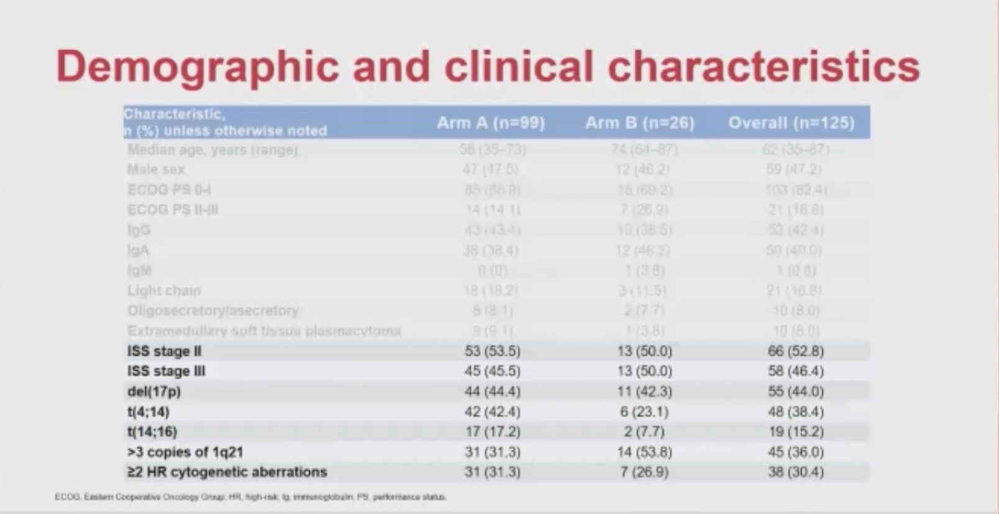 Demographic and clinical characteristics
Characteristic,
n (%) unless otherwise noted Arm A (n=99) Arm B (n=26) Overall (n=125)
Median age, years (range) 58 (35–73) 74 (64–87) 62 (35–87)
Male sex 47 (47.5) 12 (46.2) 59 (47.2)
ECOG PS 0-I 85 (85.9) 18 (69.2) 103 (82.4)
ECOG PS II-III 14 (14.1) 7 (26.9) 21 (16.8)
IgG 43 (43.4) 10 (38.5) 53 (42.4)
IgA 38 (38.4) 12 (46.2) 50 (40.0)
IgM 0 (0) 1 (3.8) 1 (0.8)
Light chain 18 (18.2) 3 (11.5) 21 (16.8)
Oligosecretory/asecretory 8 (8.1) 2 (7.7) 10 (8.0)
Extramedullary soft tissue plasmacytoma 9 (9.1) 1 (3.8) 10 (8.0)
ISS stage II 53 (53.5) 13 (50.0) 66 (52.8)
ISS stage III 45 (45.5) 13 (50.0) 58 (46.4)
del(17p) 44 (44.4) 11 (42.3) 55 (44.0)
t(4;14) 42 (42.4) 6 (23.1) 48 (38.4)
t(14;16) 17 (17.2) 2 (7.7) 19 (15.2)
>3 copies of 1q21 31 (31.3) 14 (53.8) 45 (36.0)
≥2 HR cytogenetic aberrations 31 (31.3) 7 (26.9) 38 (30.4)
ECOG, Eastern Cooperative Oncology Group; HR, high-risk; Ig, immunoglobulin; PS, performance status.